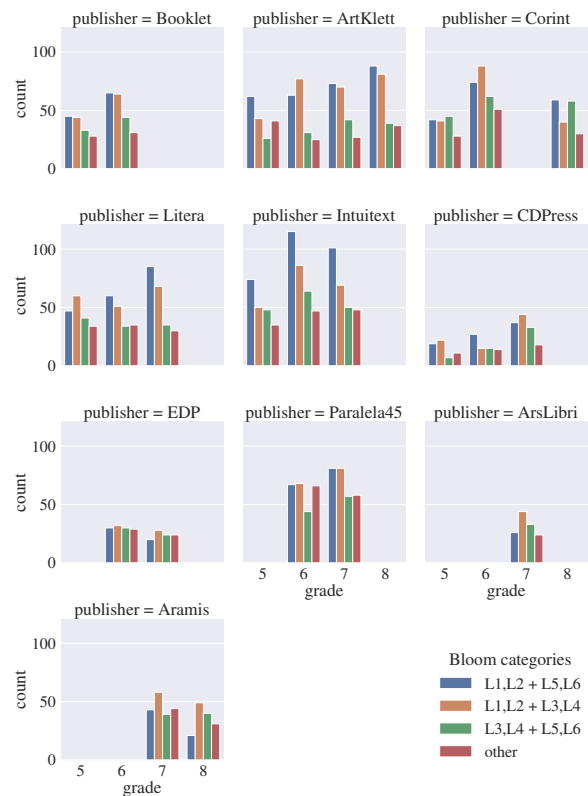 publisher = Booklet
publisher = ArtKlett
publisher = Corint
100
50
0
count
publisher = Litera
publisher = Intuitext
publisher = CDPress
100
50
0
count
publisher = EDP
publisher = Paralela45
publisher = ArsLibri
100
50
0
count
5 6 7 8
grade
5 6 7 8
grade
publisher = Aramis
100
50
0
count
5 6 7 8
grade
Bloom categories
L1,L2 + L5,L6
L1,L2 + L3,L4
L3,L4 + L5,L6
other